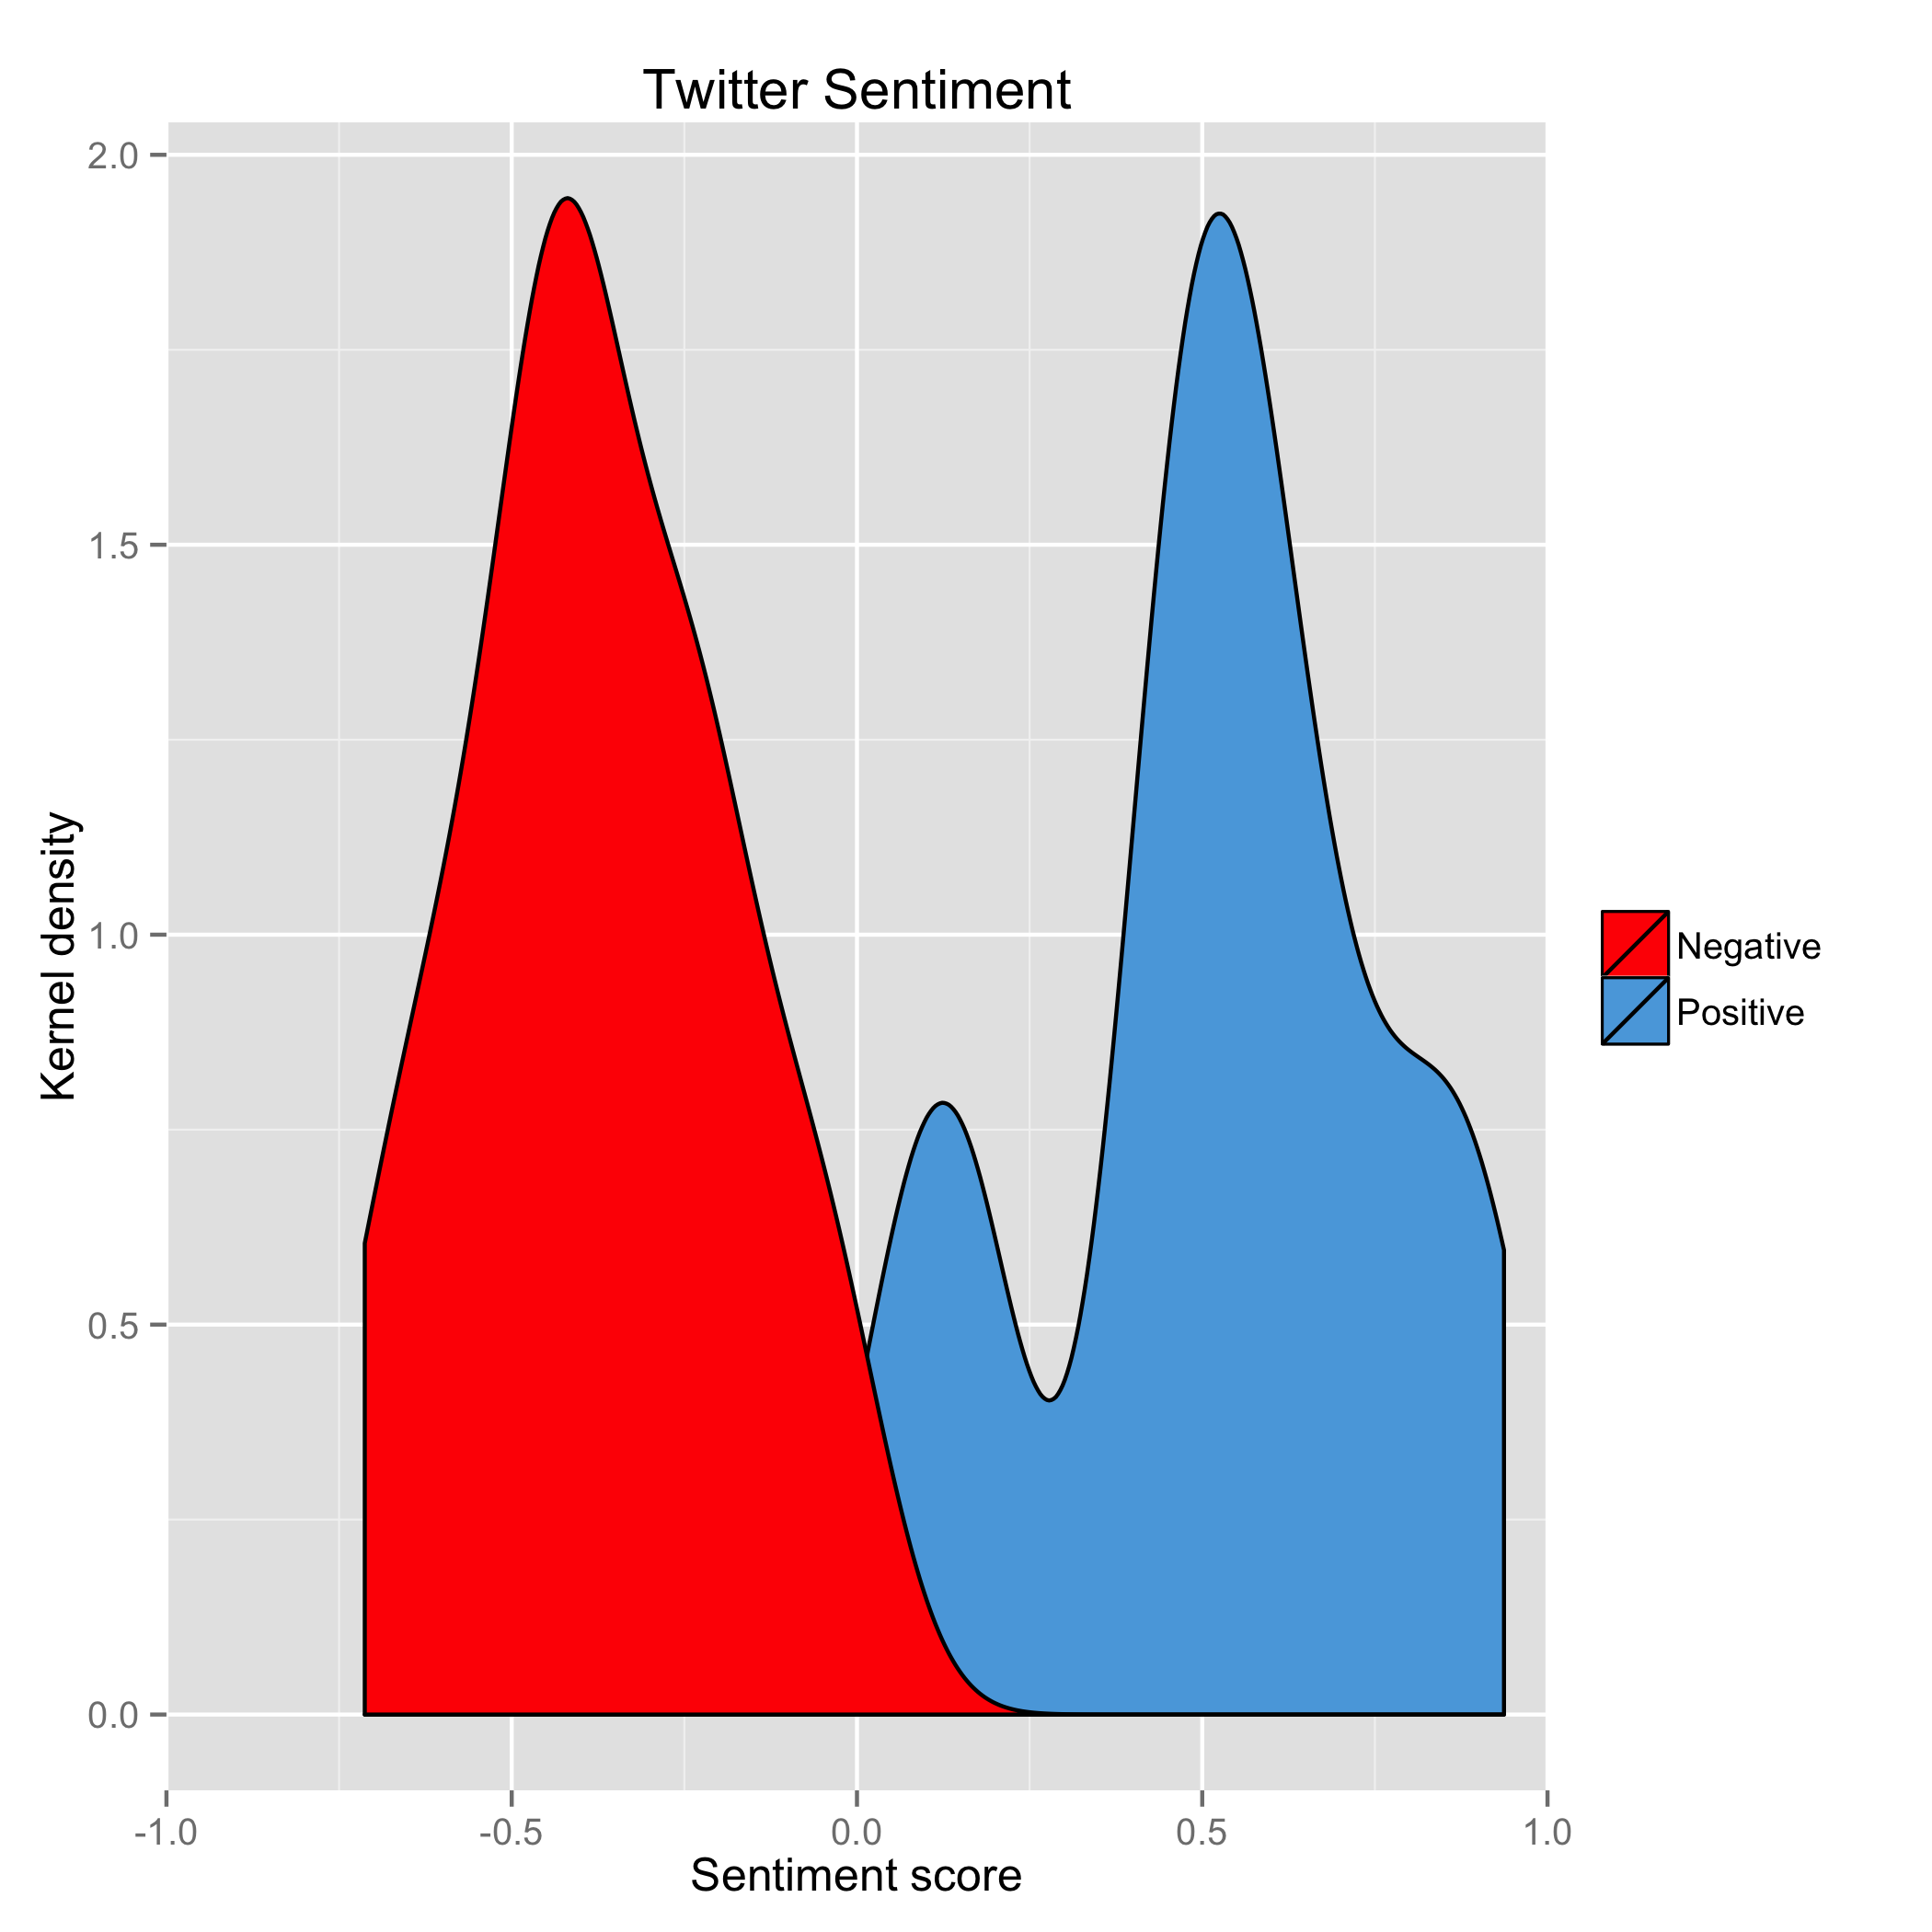 Twitter Sentiment
2.0
1.5
1.0
0.5
0.0
Kernel density
-1.0 -0.5 0.0 0.5 1.0
Sentiment score
Negative
Positive